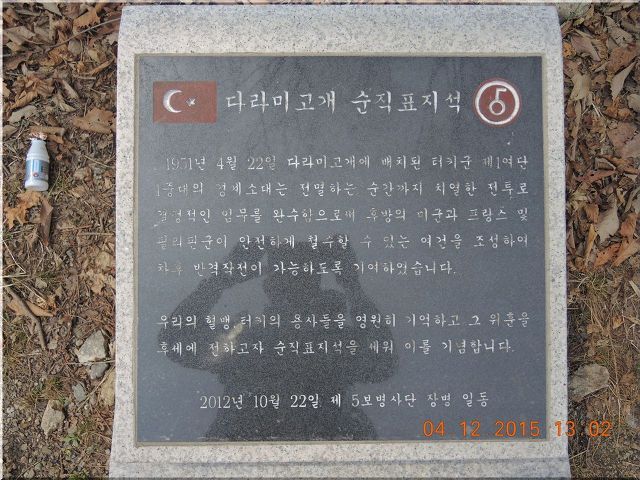 다라미고개 순직표지석
1951년 4월 22일 다라미고개에 배치된 터키군 제1여단
1중대의 경계소대는 전멸하는 순간까지 치열한 전투로
결정적인 임무를 완수함으로써 후방의 미군과 프랑스 및
필리핀군이 안전하게 철수할 수 있는 여건을 조성하여
차후 반격작전이 가능하도록 기여하였습니다.
우리의 혈맹, 터키의 용사들을 영원히 기억하고 그 위훈을
후세에 전하고자 순직표지석을 세워 이를 기념합니다.
2012년 10월 22일, 제 5보병사단 장병 일동
04 12 2015 13 02